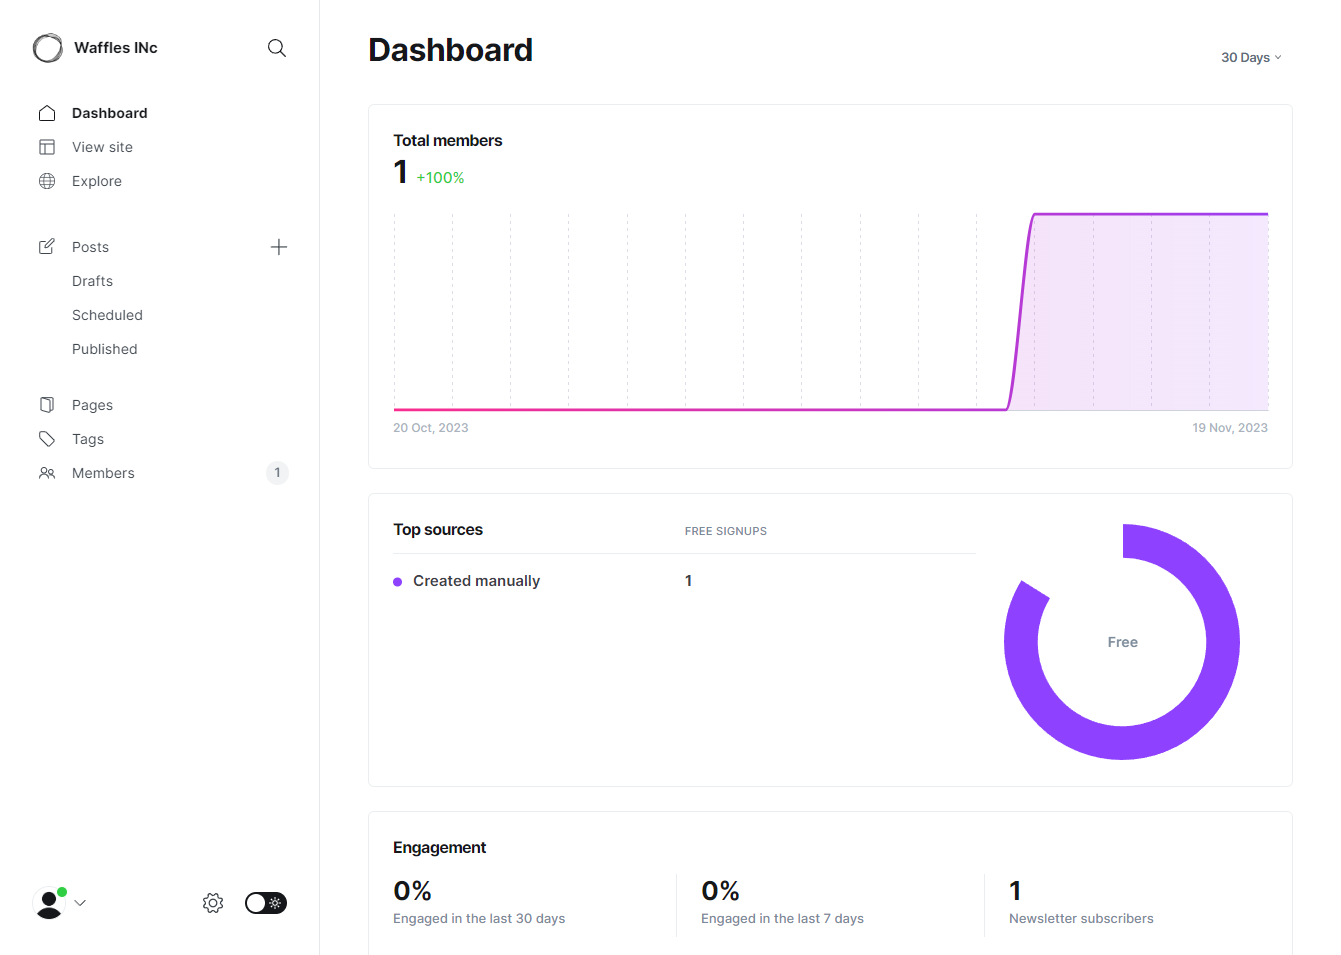 Waffles INc
Dashboard
View site
Explore
Posts
Drafts
Scheduled
Published
Pages
Tags
Members
1
Dashboard
30 Days
Total members
1 +100%
20 Oct, 2023
19 Nov, 2023
Top sources
FREE SIGNUPS
Created manually
1
Free
Engagement
0%
Engaged in the last 30 days
0%
Engaged in the last 7 days
1
Newsletter subscribers